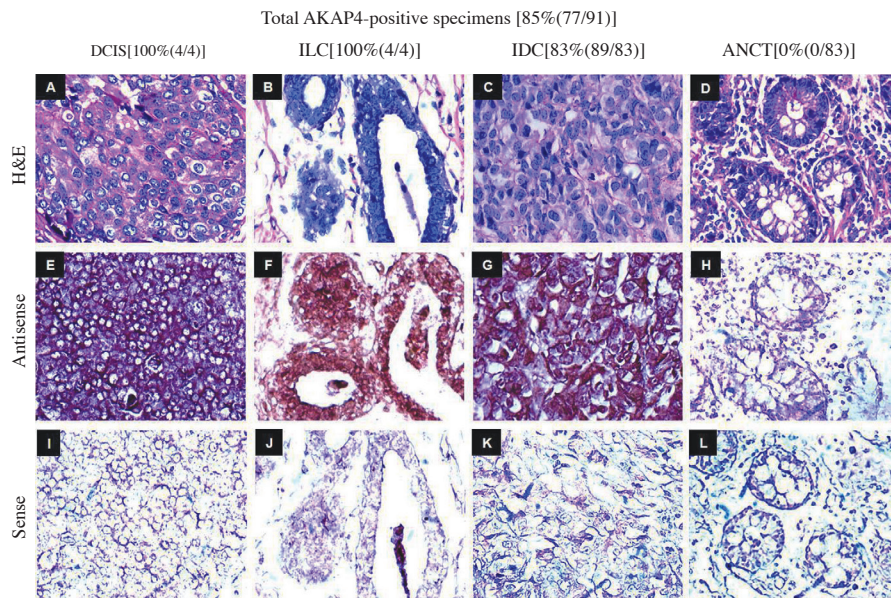 Total AKAP4-positive specimens [85%(77/91)]
DCIS[100%(4/4)] ILC[100%(4/4)] IDC[83%(89/83)] ANCT[0%(0/83)]
H&E
A B C D
Antisense
E F G H
Sense
I J K L